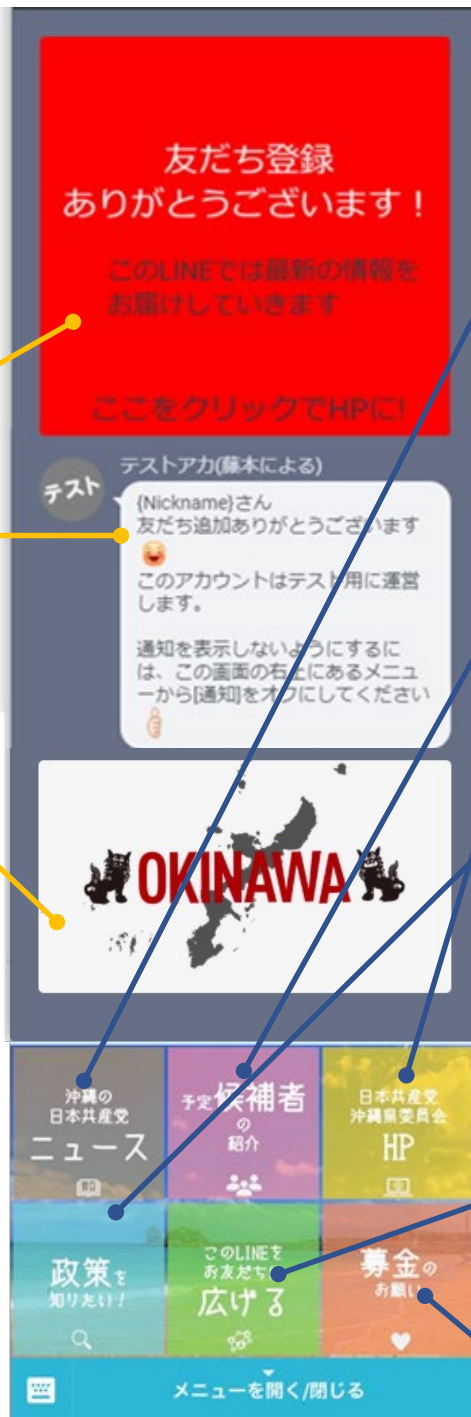 友だち登録
ありがとうございます！
このLINEでは最新の情報を
お届けしていきます
ここをクリックでHPに!
テスト
テストアカ(藤本による)
{Nickname}さん
友だち追加ありがとうございます
このアカウントはテスト用に運営
します。
通知を表示しないようにするに
は、この画面の右上にあるメニュ
ーから[通知]をオフにしてください
OKINAWA
沖縄の
日本共産党
ニュース
予定候補者
の
紹介
日本共産党
沖縄県委員会
HP
政策を
知りたい！
このLINEを
お友だちに
広げる
募金の
お願い
メニューを開く/閉じる